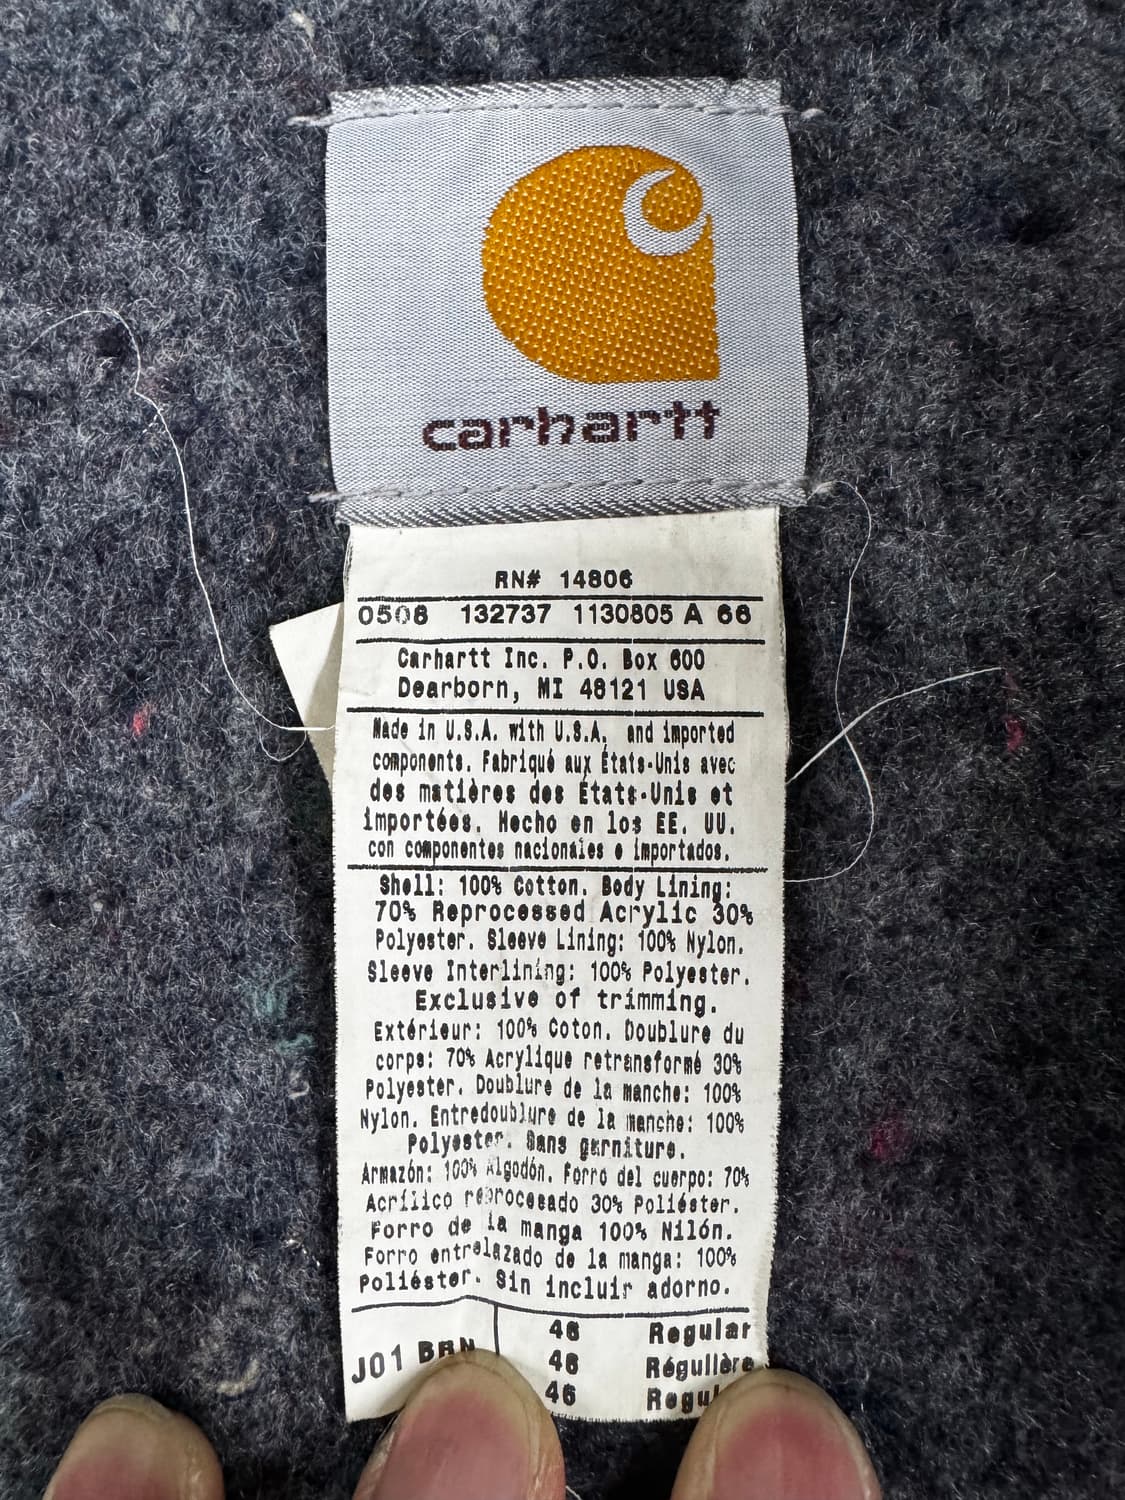 carhartt
RN# 14806
0508 132737 1130805 A 66
Carhartt Inc. P.O. Box 600
Dearborn, MI 48121 USA
Made in U.S.A. with U.S.A. and imported
components. Fabriqué aux États-Unis avec
des matières des États-Unis et
importées. Hecho en los EE. UU.
con componentes nacionales e importados.
Shell: 100% Cotton. Body Lining:
70% Reprocessed Acrylic 30%
Polyester. Sleeve Lining: 100% Nylon.
Sleeve Interlining: 100% Polyester.
Exclusive of trimming.
Extérieur: 100% Coton. Doublure du
corps: 70% Acrylique retransformé 30%
Polyester. Doublure de la manche: 100%
Nylon. Entredoublure de la manche: 100%
Polyester. Sans garniture.
Armazón: 100% Algodón. Forro del cuerpo: 70%
Acrílico reprocesado 30% Poliéster.
Forro de la manga 100% Nilón.
Forro entrelazado de la manga: 100%
Poliéster. Sin incluir adorno.
J01 BRN
46 Regular
46 Régulière
46